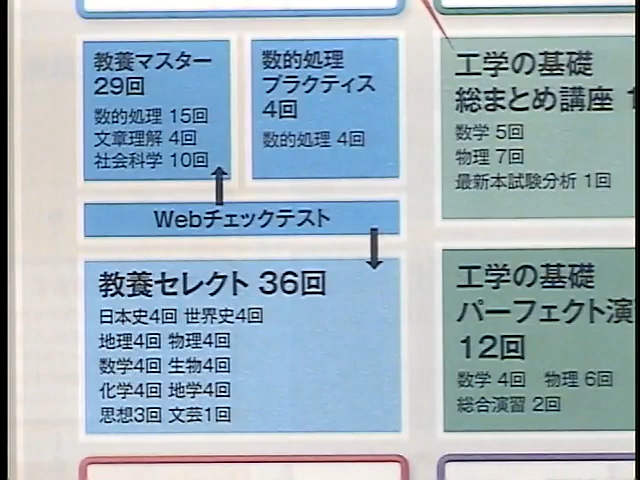 教養マスター
29回
数的処理 15回
文章理解 4回
社会科学 10回
数的処理
プラクティス
4回
数的処理 4回
Webチェックテスト
教養セレクト 36回
日本史4回 世界史4回
地理4回 物理4回
数学4回 生物4回
化学4回 地学4回
思想3回 文芸1回
工学の基礎
総まとめ講座 1
数学 5回
物理 7回
最新本試験分析 1回
工学の基礎
パーフェクト演
12回
数学 4回 物理 6回
総合演習 2回